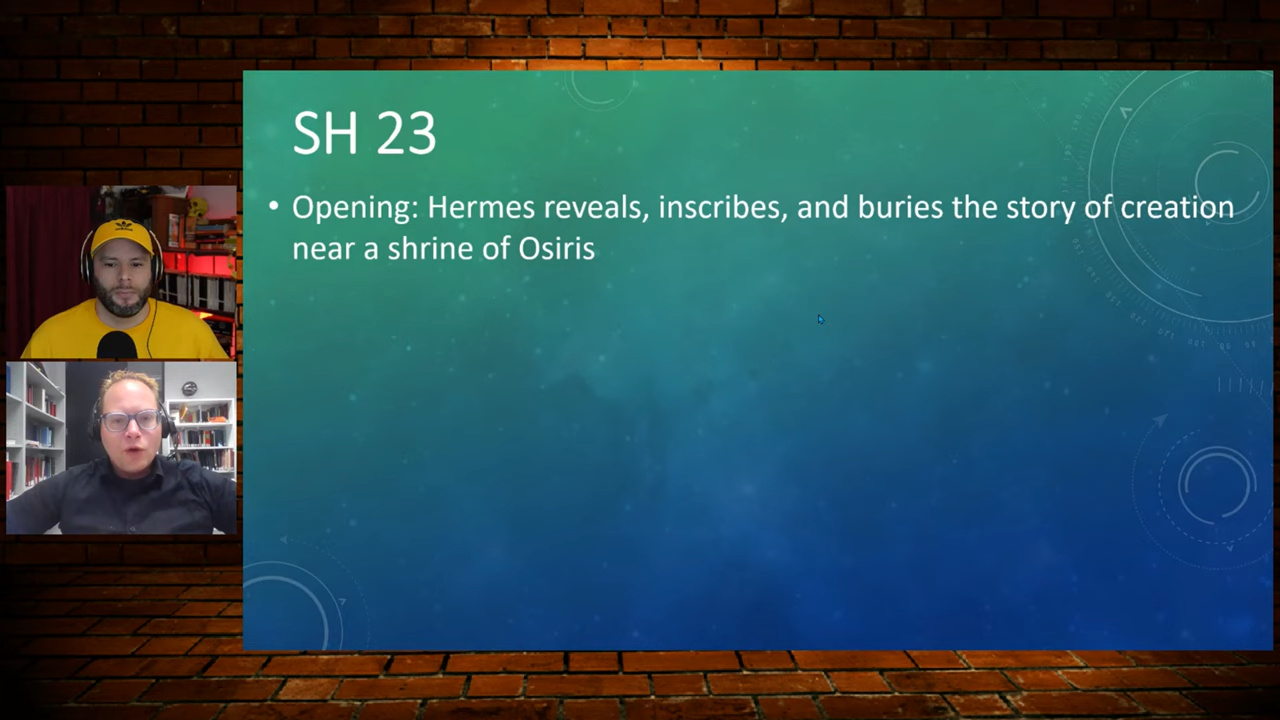 SH 23
• Opening: Hermes reveals, inscribes, and buries the story of creation
near a shrine of Osiris